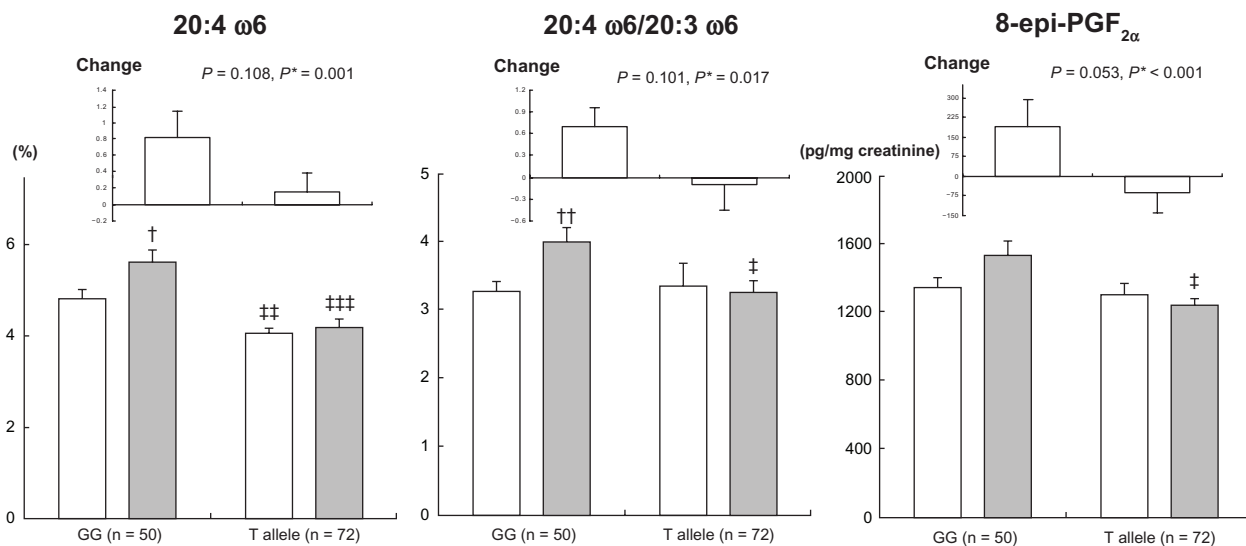 20:4 ω6
Change
P = 0.108, P* = 0.001
1.4
1.2
1
0.8
0.6
0.4
0.2
0
−0.2
(%)
6
4
2
0
†
‡‡
‡‡‡
GG (n = 50)
T allele (n = 72)
20:4 ω6/20:3 ω6
Change
P = 0.101, P* = 0.017
1.2
0.9
0.6
0.3
0
−0.3
−0.6
5
4
3
2
1
0
††
‡
GG (n = 50)
T allele (n = 72)
8-epi-PGF2α
Change
P = 0.053, P* < 0.001
300
225
150
75
0
−75
−150
(pg/mg creatinine)
2000
1600
1200
800
400
0
‡
GG (n = 50)
T allele (n = 72)